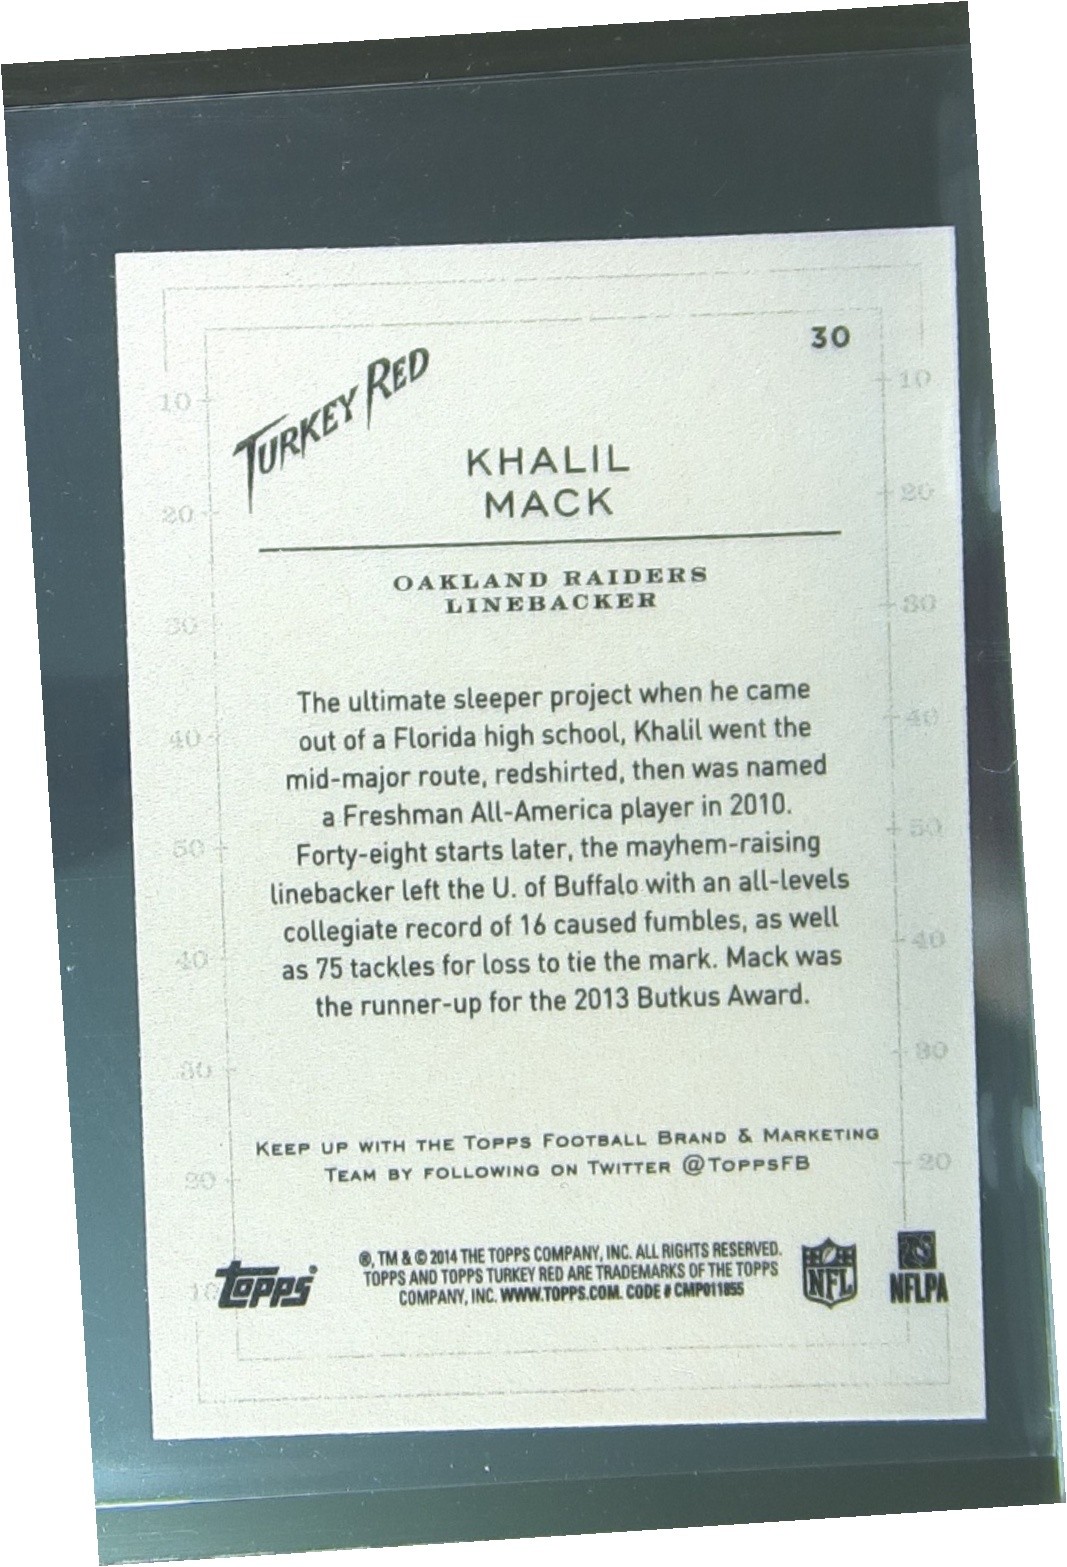 30
TURKEY RED
KHALIL
MACK
OAKLAND RAIDERS
LINEBACKER
The ultimate sleeper project when he came
out of a Florida high school, Khalil went the
mid-major route, redshirted, then was named
a Freshman All-America player in 2010.
Forty-eight starts later, the mayhem-raising
linebacker left the U. of Buffalo with an all-levels
collegiate record of 16 caused fumbles, as well
as 75 tackles for loss to tie the mark. Mack was
the runner-up for the 2013 Butkus Award.
KEEP UP WITH THE TOPPS FOOTBALL BRAND & MARKETING
TEAM BY FOLLOWING ON TWITTER @TOPPSFB
®, TM & © 2014 THE TOPPS COMPANY, INC. ALL RIGHTS RESERVED.
TOPPS AND TOPPS TURKEY RED ARE TRADEMARKS OF THE TOPPS
COMPANY, INC. WWW.TOPPS.COM. CODE # CMP011855
Topps®
NFL
NFLPA
10
20
30
40
50
40
30
20
10
10
20
30
40
50
40
30
20